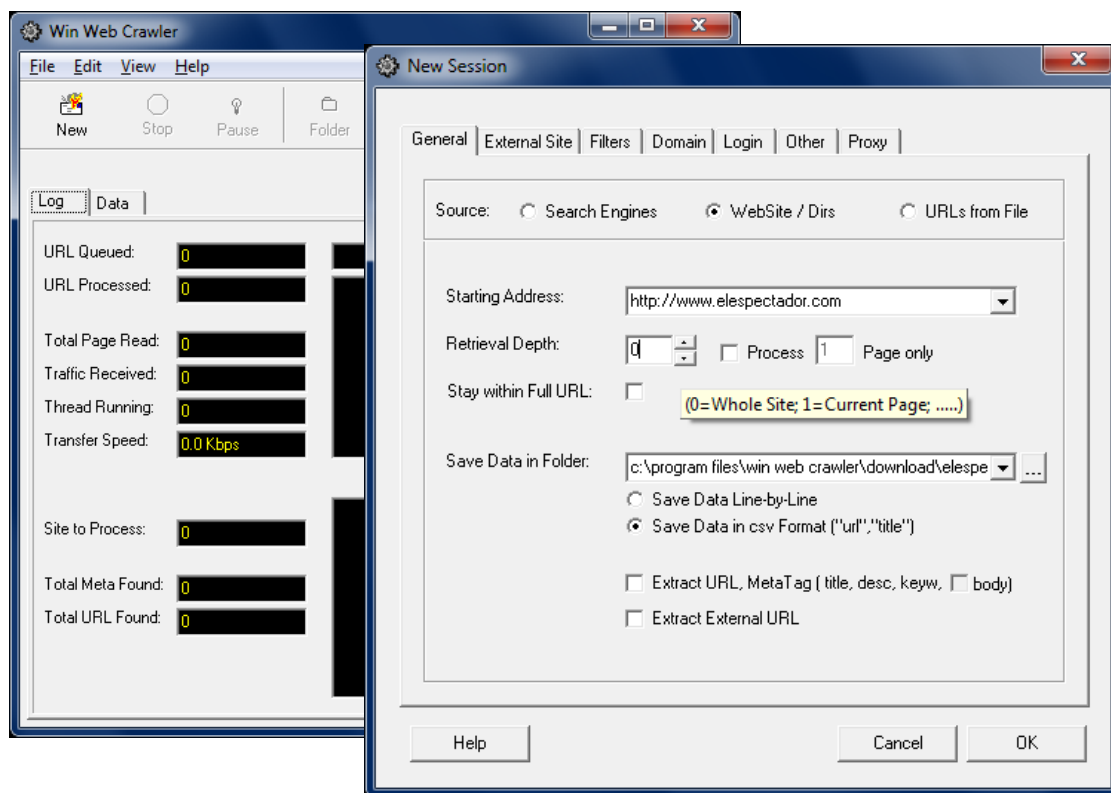 Win Web Crawler
File Edit View Help
New Stop Pause Folder
Log Data
URL Queued: 0
URL Processed: 0
Total Page Read: 0
Traffic Received: 0
Thread Running: 0
Transfer Speed: 0.0 Kbps
Site to Process: 0
Total Meta Found: 0
Total URL Found: 0
New Session
General External Site Filters Domain Login Other Proxy
Source: Search Engines WebSite / Dirs URLs from File
Starting Address: http://www.elespectador.com
Retrieval Depth: 0 Process 1 Page only
Stay within Full URL:
(0=Whole Site; 1=Current Page; .....)
Save Data in Folder: c:\program files\win web crawler\download\elespe ...
Save Data Line-by-Line
Save Data in csv Format ("url","title")
Extract URL, MetaTag ( title, desc, keyw, body)
Extract External URL
Help Cancel OK